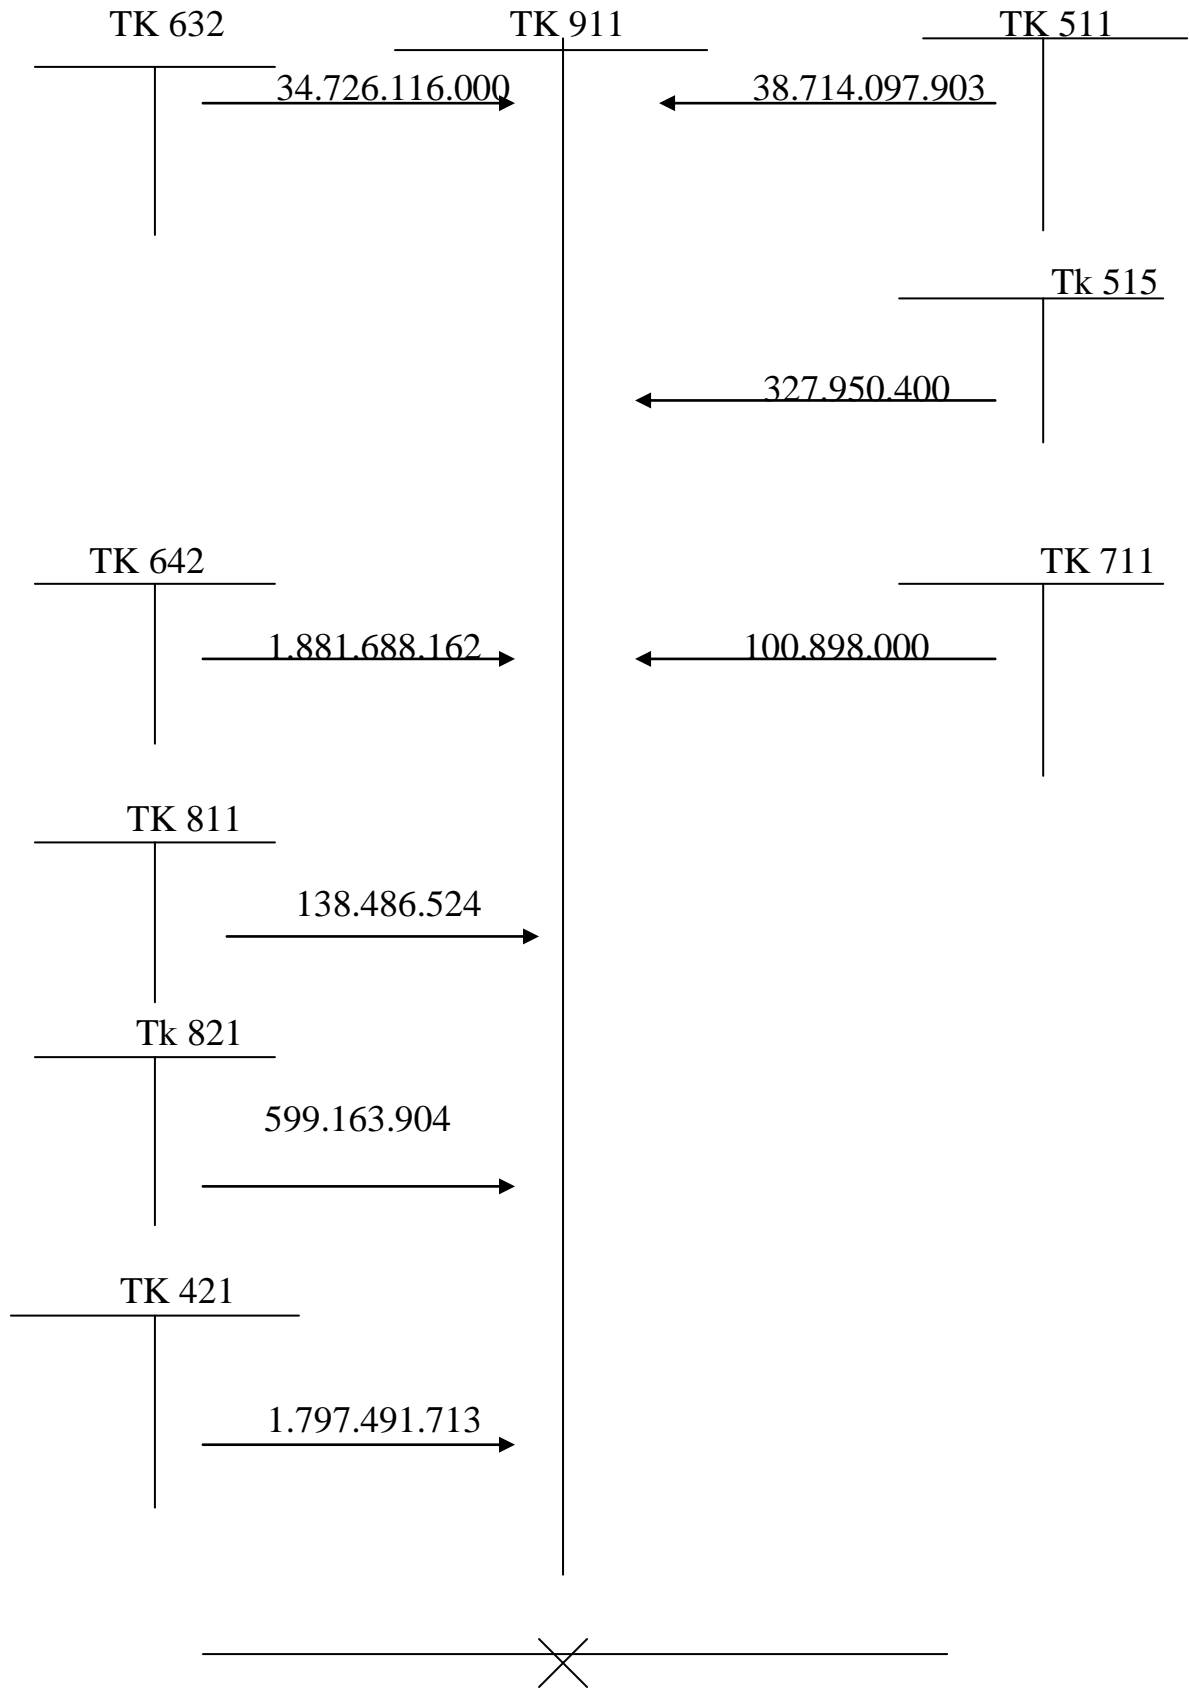 TK 632
TK 911
TK 511
34.726.116.000
38.714.097.903
Tk 515
327.950.400
TK 642
TK 711
1.881.688.162
100.898.000
TK 811
138.486.524
Tk 821
599.163.904
TK 421
1.797.491.713